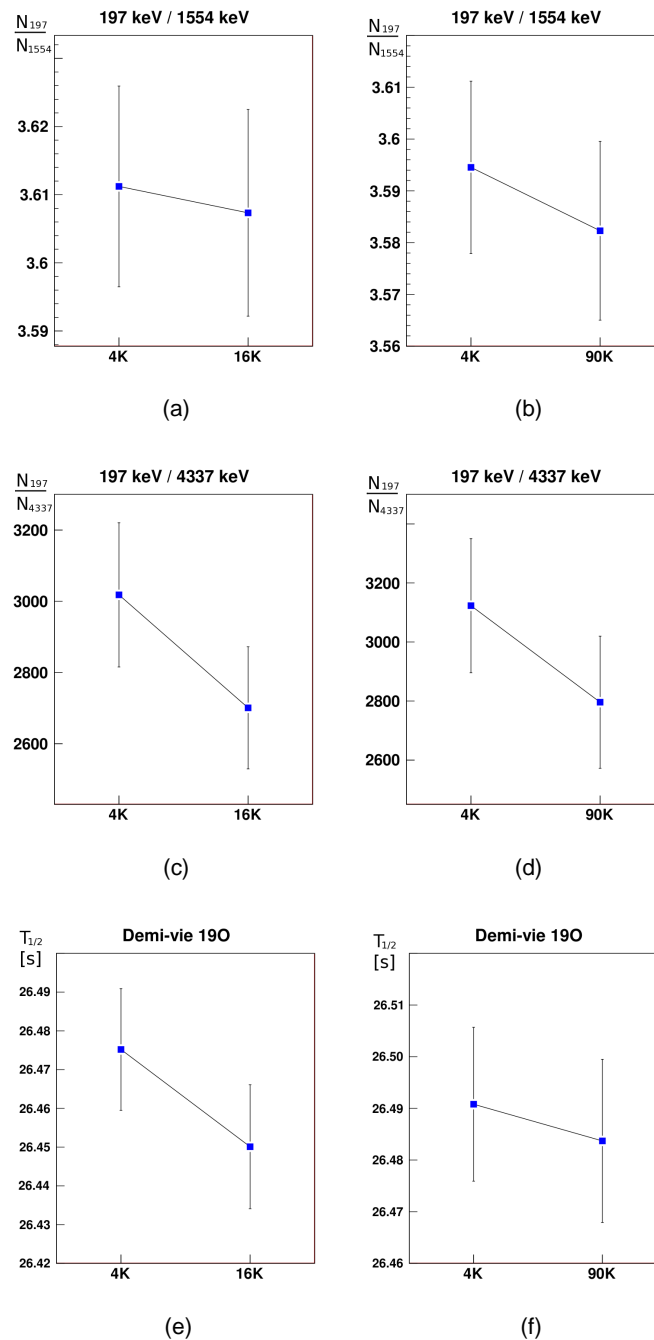 197 keV / 1554 keV
N197
N1554
3.62
3.61
3.6
3.59
4K 16K
(a)
197 keV / 1554 keV
N197
N1554
3.61
3.6
3.59
3.58
3.57
3.56
4K 90K
(b)
197 keV / 4337 keV
N197
N4337
3200
3000
2800
2600
4K 16K
(c)
197 keV / 4337 keV
N197
N4337
3200
3000
2800
2600
4K 90K
(d)
Demi-vie 19O
T1/2
[s]
26.49
26.48
26.47
26.46
26.45
26.44
26.43
26.42
4K 16K
(e)
Demi-vie 19O
T1/2
[s]
26.51
26.50
26.49
26.48
26.47
26.46
4K 90K
(f)